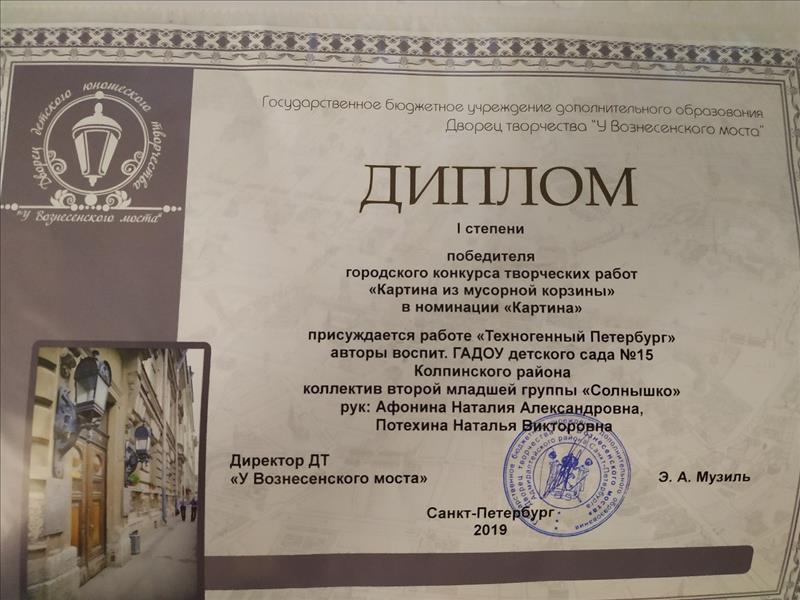 Дворец детского юношеского творчества
"У Вознесенского моста"
Государственное бюджетное учреждение дополнительного образования
Дворец творчества "У Вознесенского моста"
ДИПЛОМ
I степени
победителя
городского конкурса творческих работ
«Картина из мусорной корзины»
в номинации «Картина»
присуждается работе «Техногенный Петербург»
авторы воспит. ГАДОУ детского сада №15
Колпинского района
коллектив второй младшей группы «Солнышко»
рук: Афонина Наталия Александровна,
Потехина Наталья Викторовна
Директор ДТ
«У Вознесенского моста»
Э. А. Музиль
Санкт-Петербург
2019